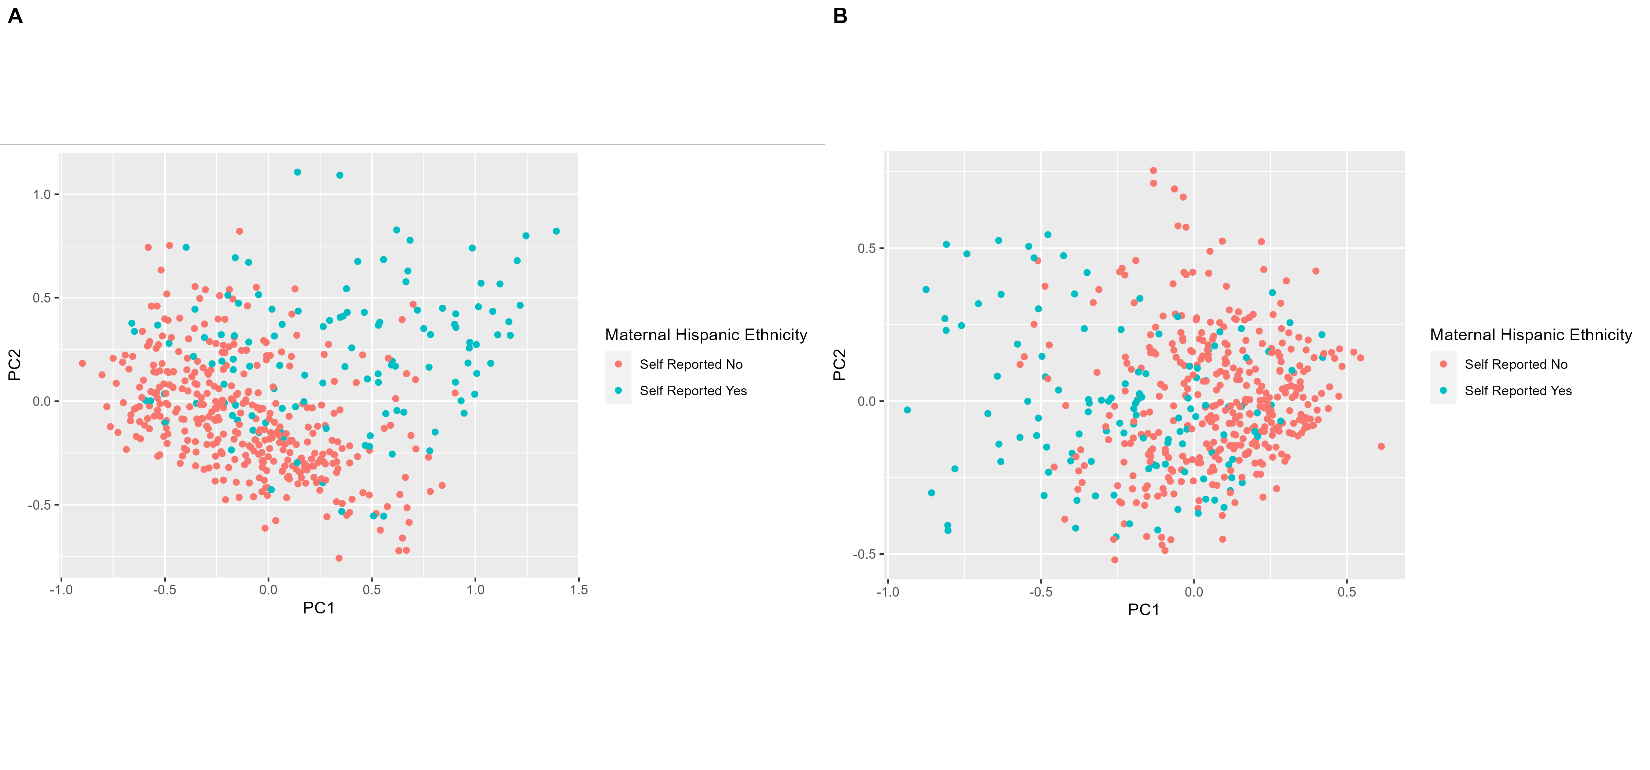 A
B
1.0
0.5
0.0
-0.5
-1.0
-0.5
0.0
0.5
1.0
1.5
PC1
PC2
Maternal Hispanic Ethnicity
Self Reported No
Self Reported Yes
0.5
0.0
-0.5
-1.0
-0.5
0.0
0.5
PC1
PC2
Maternal Hispanic Ethnicity
Self Reported No
Self Reported Yes